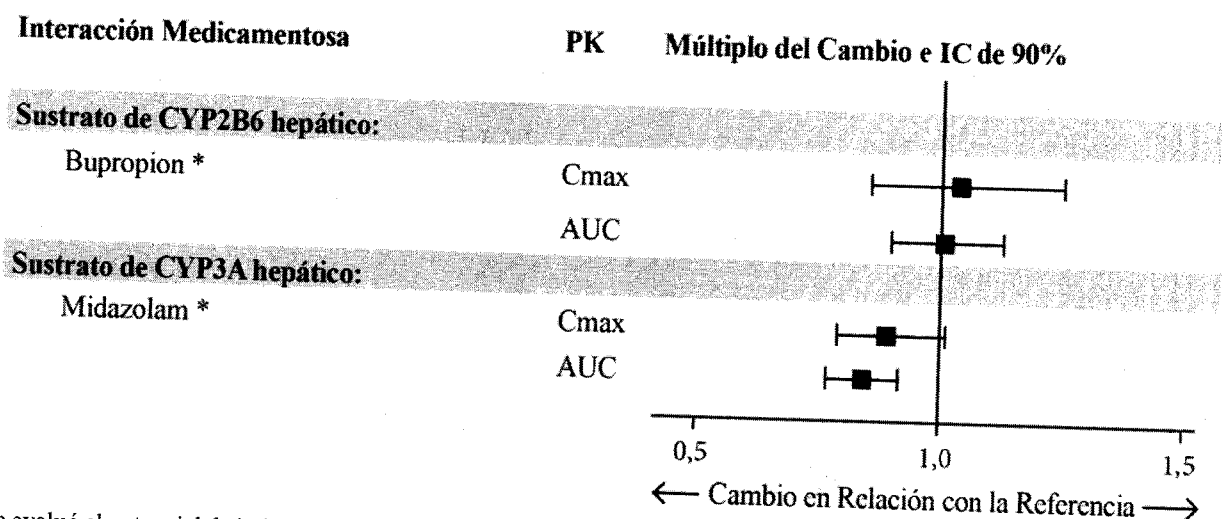 Interacción Medicamentosa PK Múltiplo del Cambio e IC de 90%
Sustrato de CYP2B6 hepático:
Bupropion * Cmax
AUC
Sustrato de CYP3A hepático:
Midazolam * Cmax
AUC
0,5 1,0 1,5
← Cambio en Relación con la Referencia →